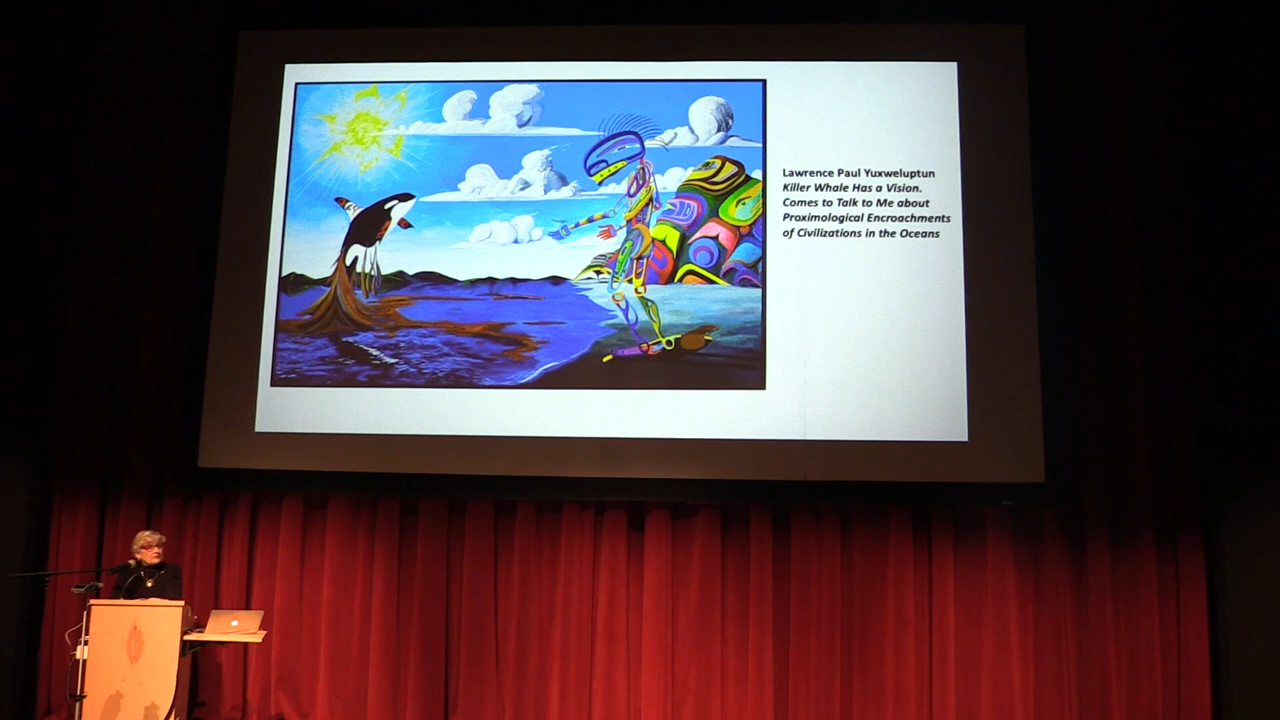 Lawrence Paul Yuxweluptun
Killer Whale Has a Vision.
Comes to Talk to Me about
Proximological Encroachments
of Civilizations in the Oceans